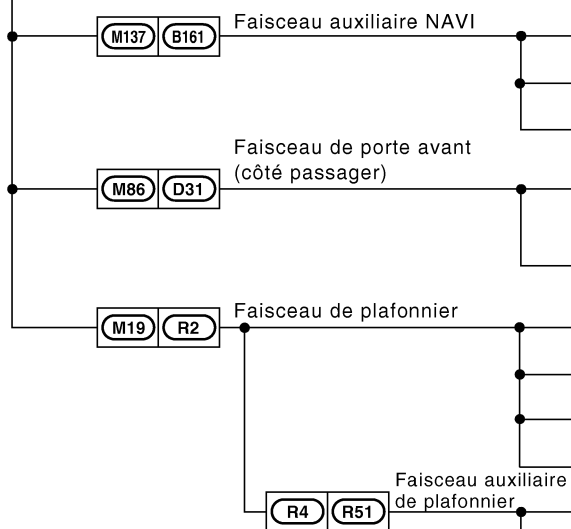 Faisceau auxiliaire NAVI
M137 B161
Faisceau de porte avant
(côté passager)
M86 D31
Faisceau de plafonnier
M19 R2
Faisceau auxiliaire
de plafonnier
R4 R51